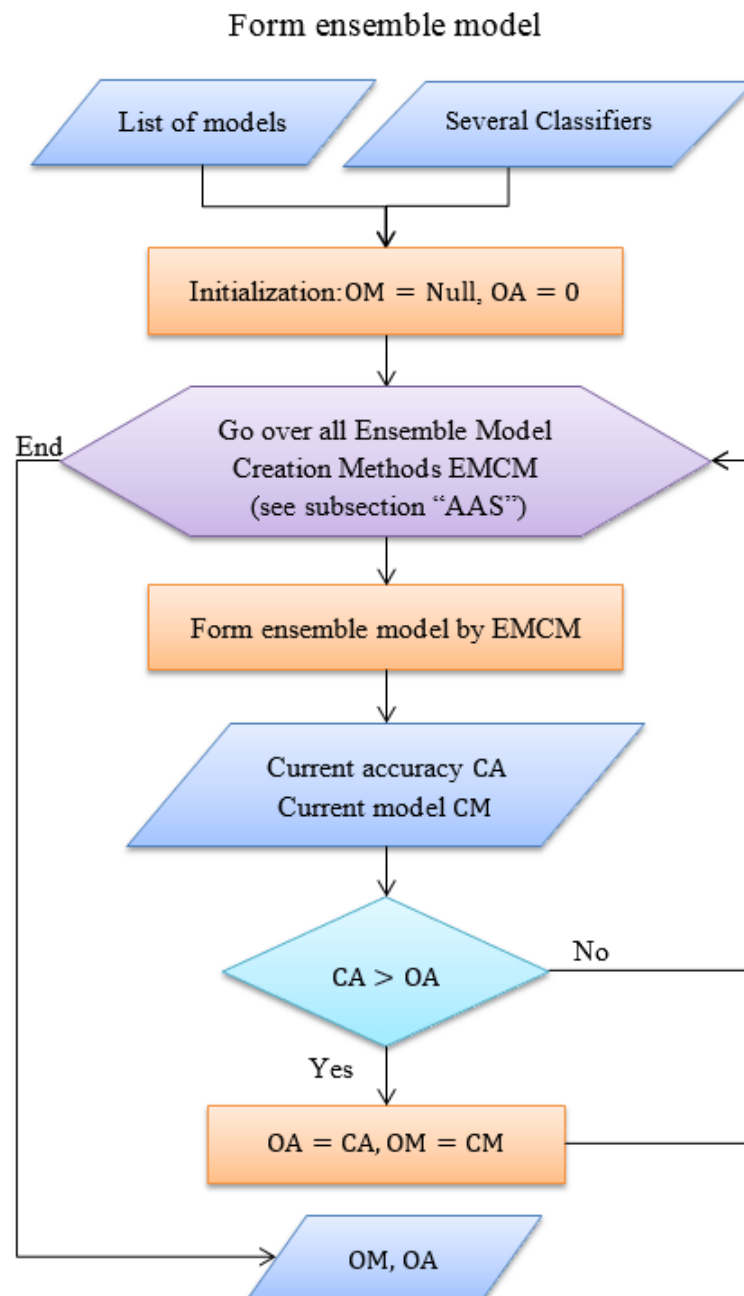 Form ensemble model
List of models
Several Classifiers
Initialization:OM = Null, OA = 0
End
Go over all Ensemble Model
Creation Methods EMCM
(see subsection “AAS”)
Form ensemble model by EMCM
Current accuracy CA
Current model CM
CA > OA
No
Yes
OA = CA, OM = CM
OM, OA